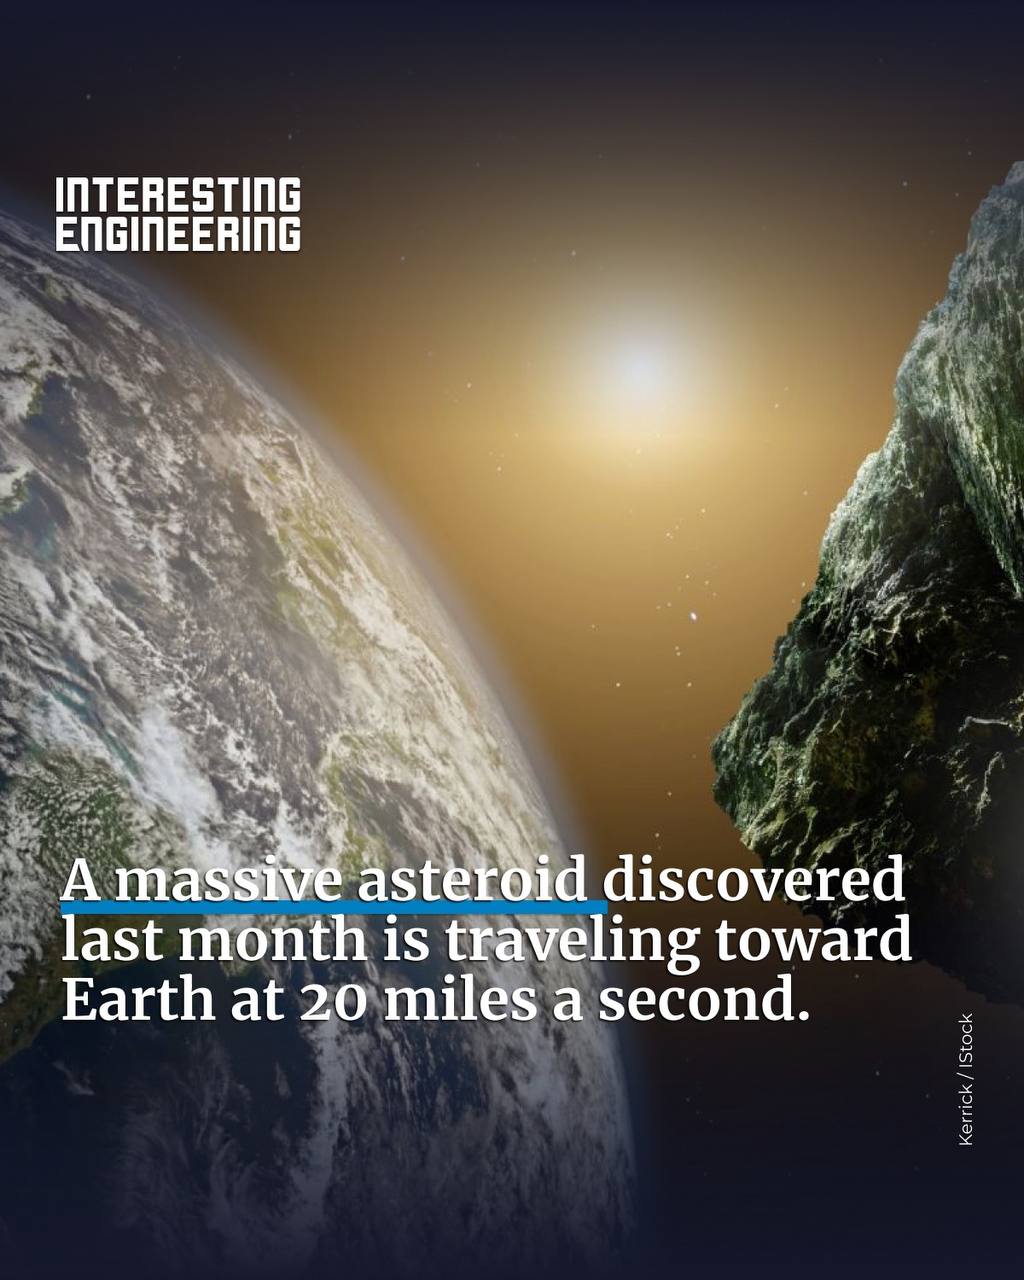 INTERESTING
ENGINEERING
A massive asteroid discovered
last month is traveling toward
Earth at 20 miles a second.
Kerrick / IStock